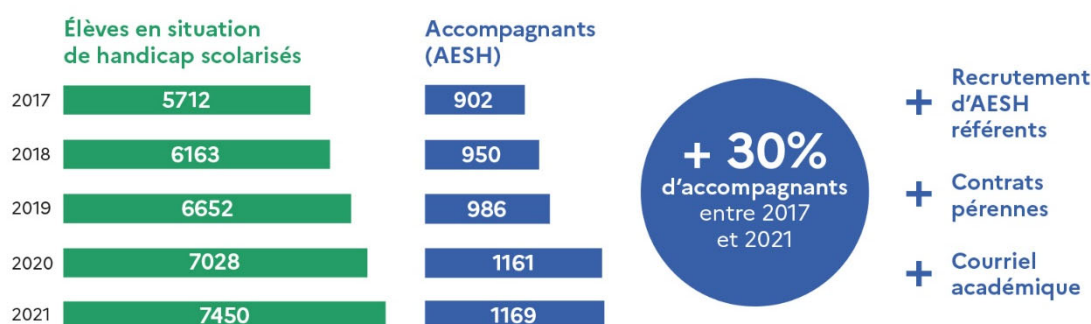 Élèves en situation
de handicap scolarisés
Accompagnants
(AESH)
2017 5712 902
2018 6163 950
2019 6652 986
2020 7028 1161
2021 7450 1169
+ 30%
d'accompagnants
entre 2017
et 2021
+ Recrutement
d'AESH
référents
+ Contrats
pérennes
+ Courriel
académique